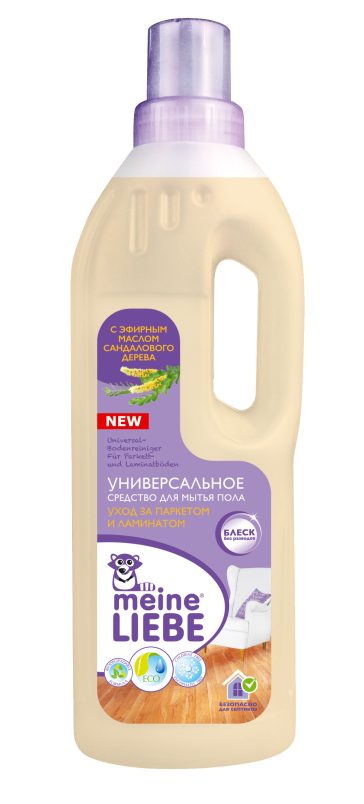 С ЭФИРНЫМ
МАСЛОМ
САНДАЛОВОГО
ДЕРЕВА
NEW
Universal-
Bodenreiniger
Für Parkett-
und Laminatböden
УНИВЕРСАЛЬНОЕ
СРЕДСТВО ДЛЯ МЫТЬЯ ПОЛА
УХОД ЗА ПАРКЕТОМ
И ЛАМИНАТОМ
БЛЕСК
без разводов
meine®
LIEBE
ECO
БЕЗОПАСНО
ДЛЯ СЕПТИКОВ